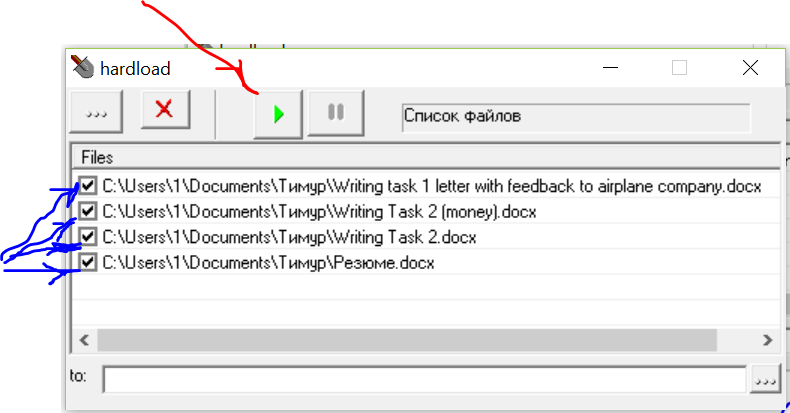 hardload
...
Список файлов
Files
C:\Users\1\Documents\Тимур\Writing task 1 letter with feedback to airplane company.docx
C:\Users\1\Documents\Тимур\Writing Task 2 (money).docx
C:\Users\1\Documents\Тимур\Writing Task 2.docx
C:\Users\1\Documents\Тимур\Резюме.docx
to:
...